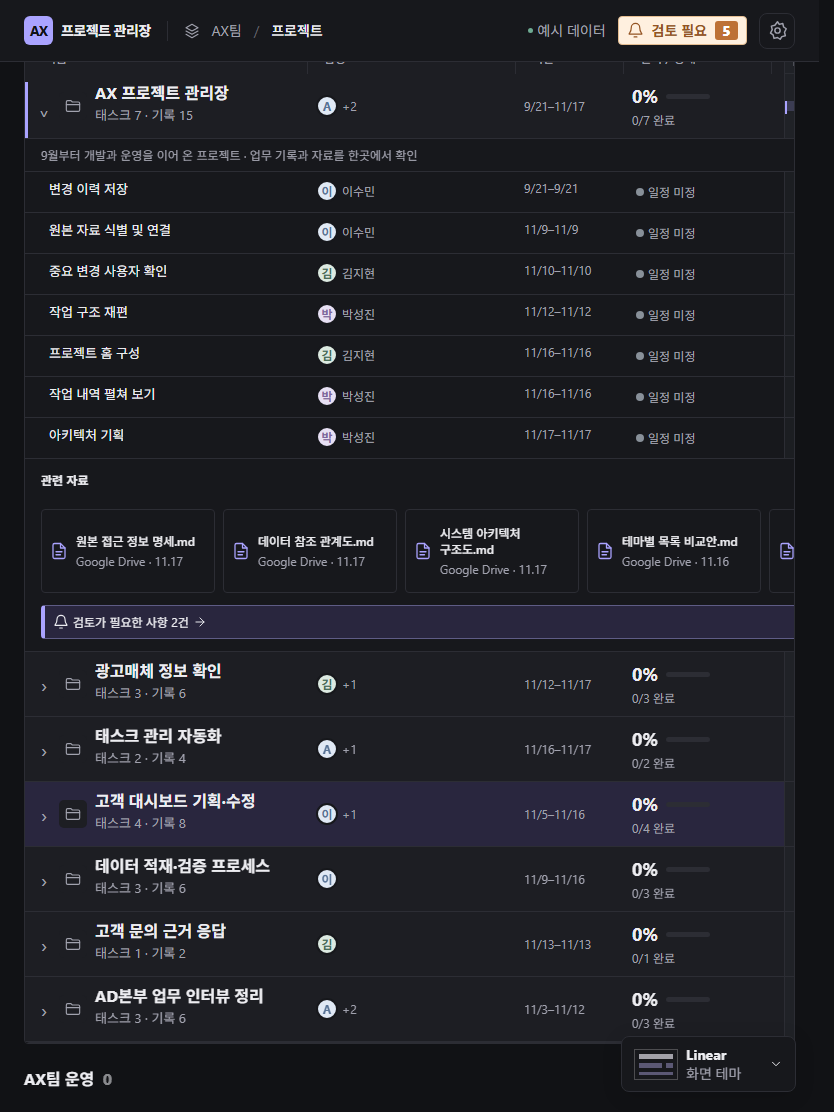 AX 프로젝트 관리장 AX팀 / 프로젝트 예시 데이터 검토 필요 5
AX 프로젝트 관리장
태스크 7 · 기록 15
A +2
9/21–11/17
0%
0/7 완료
9월부터 개발과 운영을 이어 온 프로젝트 · 업무 기록과 자료를 한곳에서 확인
변경 이력 저장 이 이수민 9/21–9/21 일정 미정
원본 자료 식별 및 연결 이 이수민 11/9–11/9 일정 미정
중요 변경 사용자 확인 김 김지현 11/10–11/10 일정 미정
작업 구조 재편 박 박성진 11/12–11/12 일정 미정
프로젝트 홈 구성 김 김지현 11/16–11/16 일정 미정
작업 내역 펼쳐 보기 박 박성진 11/16–11/16 일정 미정
아키텍처 기획 박 박성진 11/17–11/17 일정 미정
관련 자료
원본 접근 정보 명세.md
Google Drive · 11.17
데이터 참조 관계도.md
Google Drive · 11.17
시스템 아키텍처
구조도.md
Google Drive · 11.17
테마별 목록 비교안.md
Google Drive · 11.16
검토가 필요한 사항 2건 →
광고매체 정보 확인
태스크 3 · 기록 6
김 +1
11/12–11/17
0%
0/3 완료
태스크 관리 자동화
태스크 2 · 기록 4
A +1
11/16–11/17
0%
0/2 완료
고객 대시보드 기획·수정
태스크 4 · 기록 8
이 +1
11/5–11/16
0%
0/4 완료
데이터 적재·검증 프로세스
태스크 3 · 기록 6
이
11/9–11/16
0%
0/3 완료
고객 문의 근거 응답
태스크 1 · 기록 2
김
11/13–11/13
0%
0/1 완료
AD본부 업무 인터뷰 정리
태스크 3 · 기록 6
A +2
11/3–11/12
0%
0/3 완료
AX팀 운영 0
Linear
화면 테마